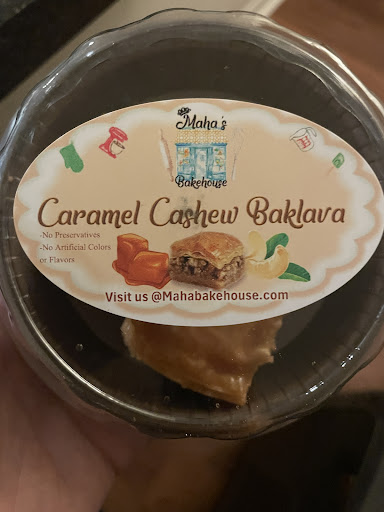 Maha's
Bakehouse
Caramel Cashew Baklava
-No Preservatives
-No Artificial Colors
or Flavors
Visit us @Mahabakehouse.com